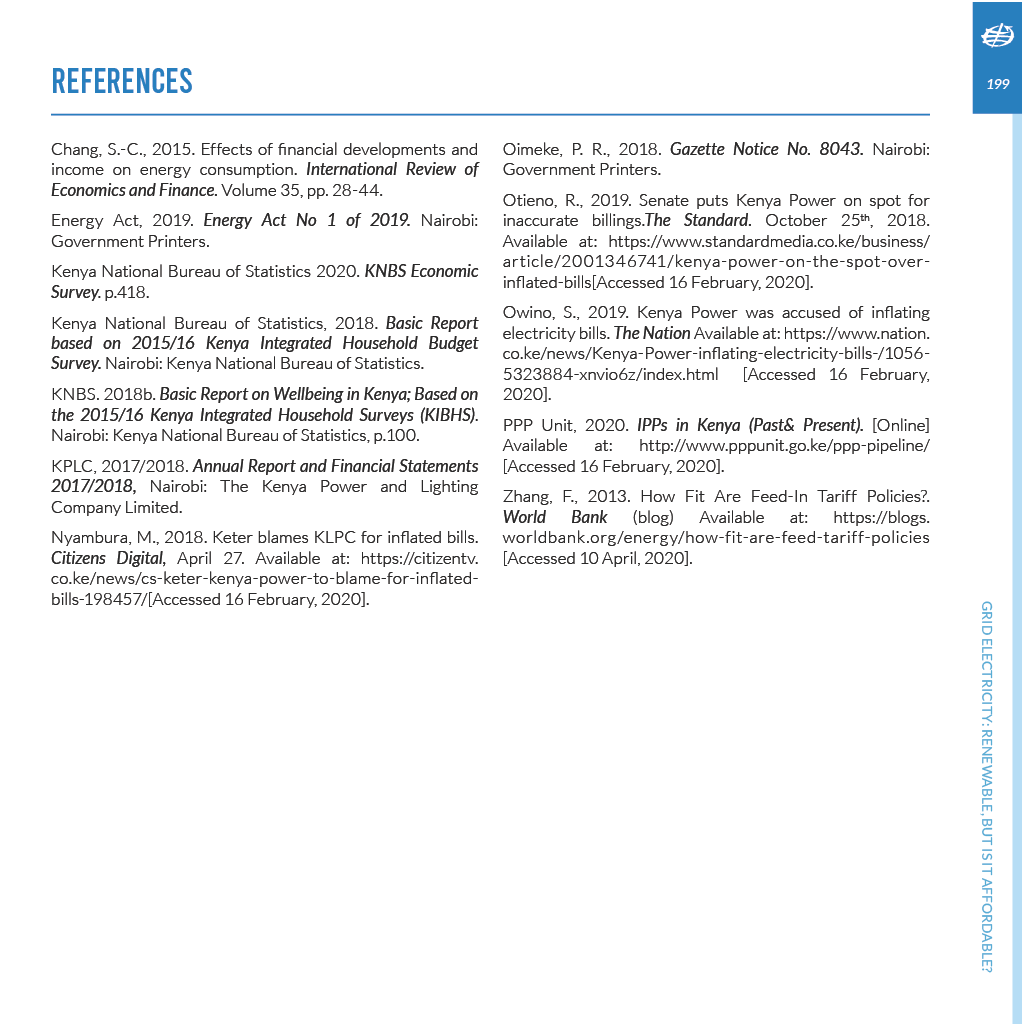 199
REFERENCES
Chang, S.-C., 2015. Effects of financial developments and
income on energy consumption. International Review of
Economics and Finance. Volume 35, pp. 28-44.
Energy Act, 2019. Energy Act No 1 of 2019. Nairobi:
Government Printers.
Kenya National Bureau of Statistics 2020. KNBS Economic
Survey. p.418.
Kenya National Bureau of Statistics, 2018. Basic Report
based on 2015/16 Kenya Integrated Household Budget
Survey. Nairobi: Kenya National Bureau of Statistics.
KNBS. 2018b. Basic Report on Wellbeing in Kenya; Based on
the 2015/16 Kenya Integrated Household Surveys (KIBHS).
Nairobi: Kenya National Bureau of Statistics, p.100.
KPLC, 2017/2018. Annual Report and Financial Statements
2017/2018, Nairobi: The Kenya Power and Lighting
Company Limited.
Nyambura, M., 2018. Keter blames KLPC for inflated bills.
Citizens Digital, April 27. Available at: https://citizentv.
co.ke/news/cs-keter-kenya-power-to-blame-for-inflated-
bills-198457/[Accessed 16 February, 2020].
Oimeke, P. R., 2018. Gazette Notice No. 8043. Nairobi:
Government Printers.
Otieno, R., 2019. Senate puts Kenya Power on spot for
inaccurate billings.The Standard. October 25th, 2018.
Available at: https://www.standardmedia.co.ke/business/
article/2001346741/kenya-power-on-the-spot-over-
inflated-bills[Accessed 16 February, 2020].
Owino, S., 2019. Kenya Power was accused of inflating
electricity bills. The Nation Available at: https://www.nation.
co.ke/news/Kenya-Power-inflating-electricity-bills-/1056-
5323884-xnvio6z/index.html [Accessed 16 February,
2020].
PPP Unit, 2020. IPPs in Kenya (Past& Present). [Online]
Available at: http://www.pppunit.go.ke/ppp-pipeline/
[Accessed 16 February, 2020].
Zhang, F., 2013. How Fit Are Feed-In Tariff Policies?.
World Bank (blog) Available at: https://blogs.
worldbank.org/energy/how-fit-are-feed-tariff-policies
[Accessed 10 April, 2020].
GRID ELECTRICITY: RENEWABLE, BUT IS IT AFFORDABLE?